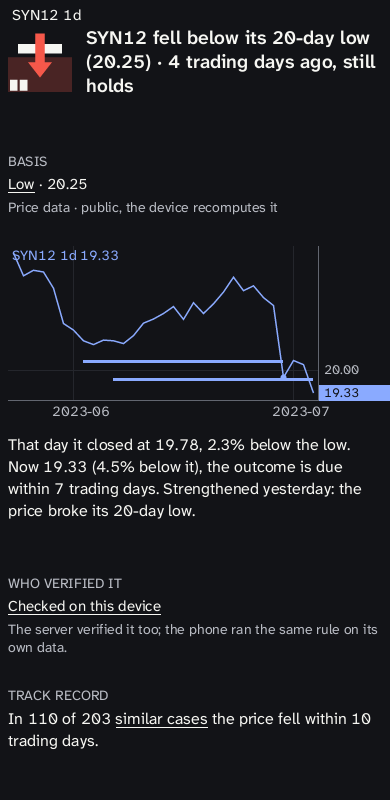 SYN12 1d
SYN12 fell below its 20-day low
(20.25) · 4 trading days ago, still
holds
BASIS
Low · 20.25
Price data · public, the device recomputes it
SYN12 1d 19.33
20.00
19.33
2023-06
2023-07
That day it closed at 19.78, 2.3% below the low.
Now 19.33 (4.5% below it), the outcome is due
within 7 trading days. Strengthened yesterday: the
price broke its 20-day low.
WHO VERIFIED IT
Checked on this device
The server verified it too; the phone ran the same rule on its
own data.
TRACK RECORD
In 110 of 203 similar cases the price fell within 10
trading days.